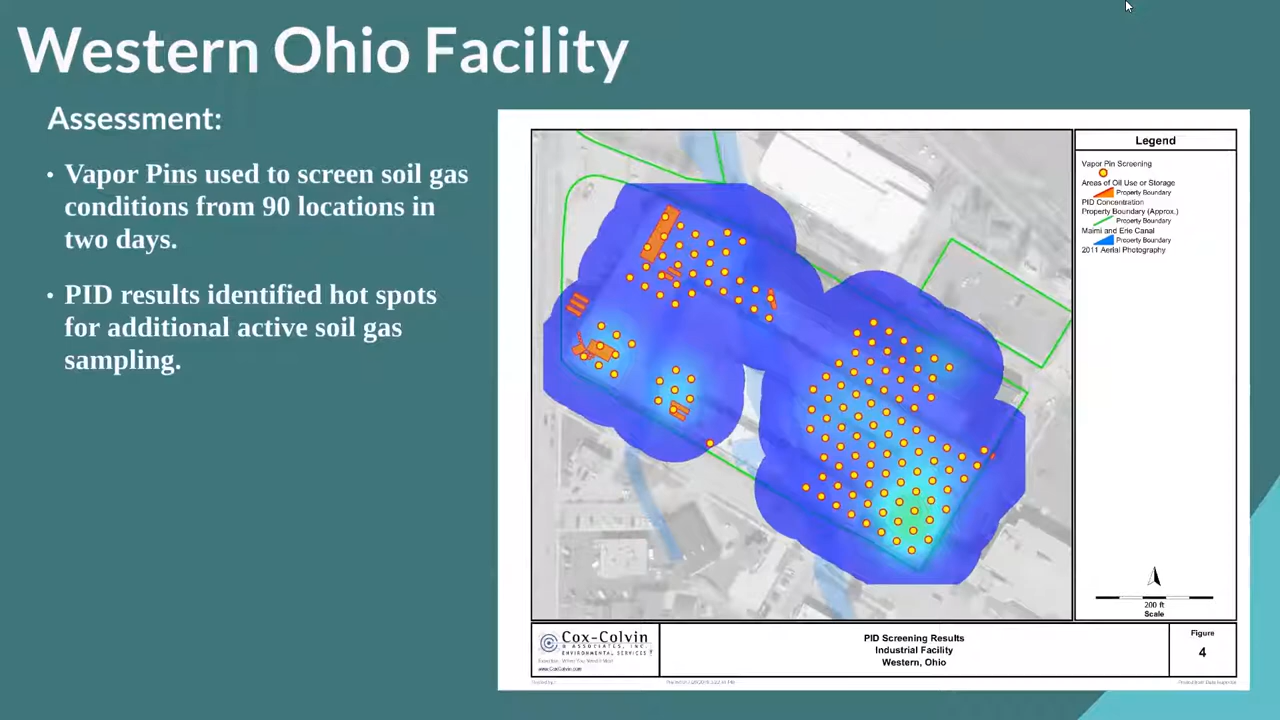 Western Ohio Facility
Assessment:
• Vapor Pins used to screen soil gas
conditions from 90 locations in
two days.
• PID results identified hot spots
for additional active soil gas
sampling.
Legend
Vapor Pin Screening
Areas of Oil Use or Storage
Property Boundary
PID Concentration
Property Boundary (Approx.)
Property Boundary
Maimi and Erie Canal
Property Boundary
2011 Aerial Photography
200 ft
Scale
Cox-Colvin
& ASSOCIATES, INC.
ENVIRONMENTAL SERVICES
www.CoxColvin.com
PID Screening Results
Industrial Facility
Western, Ohio
Figure
4